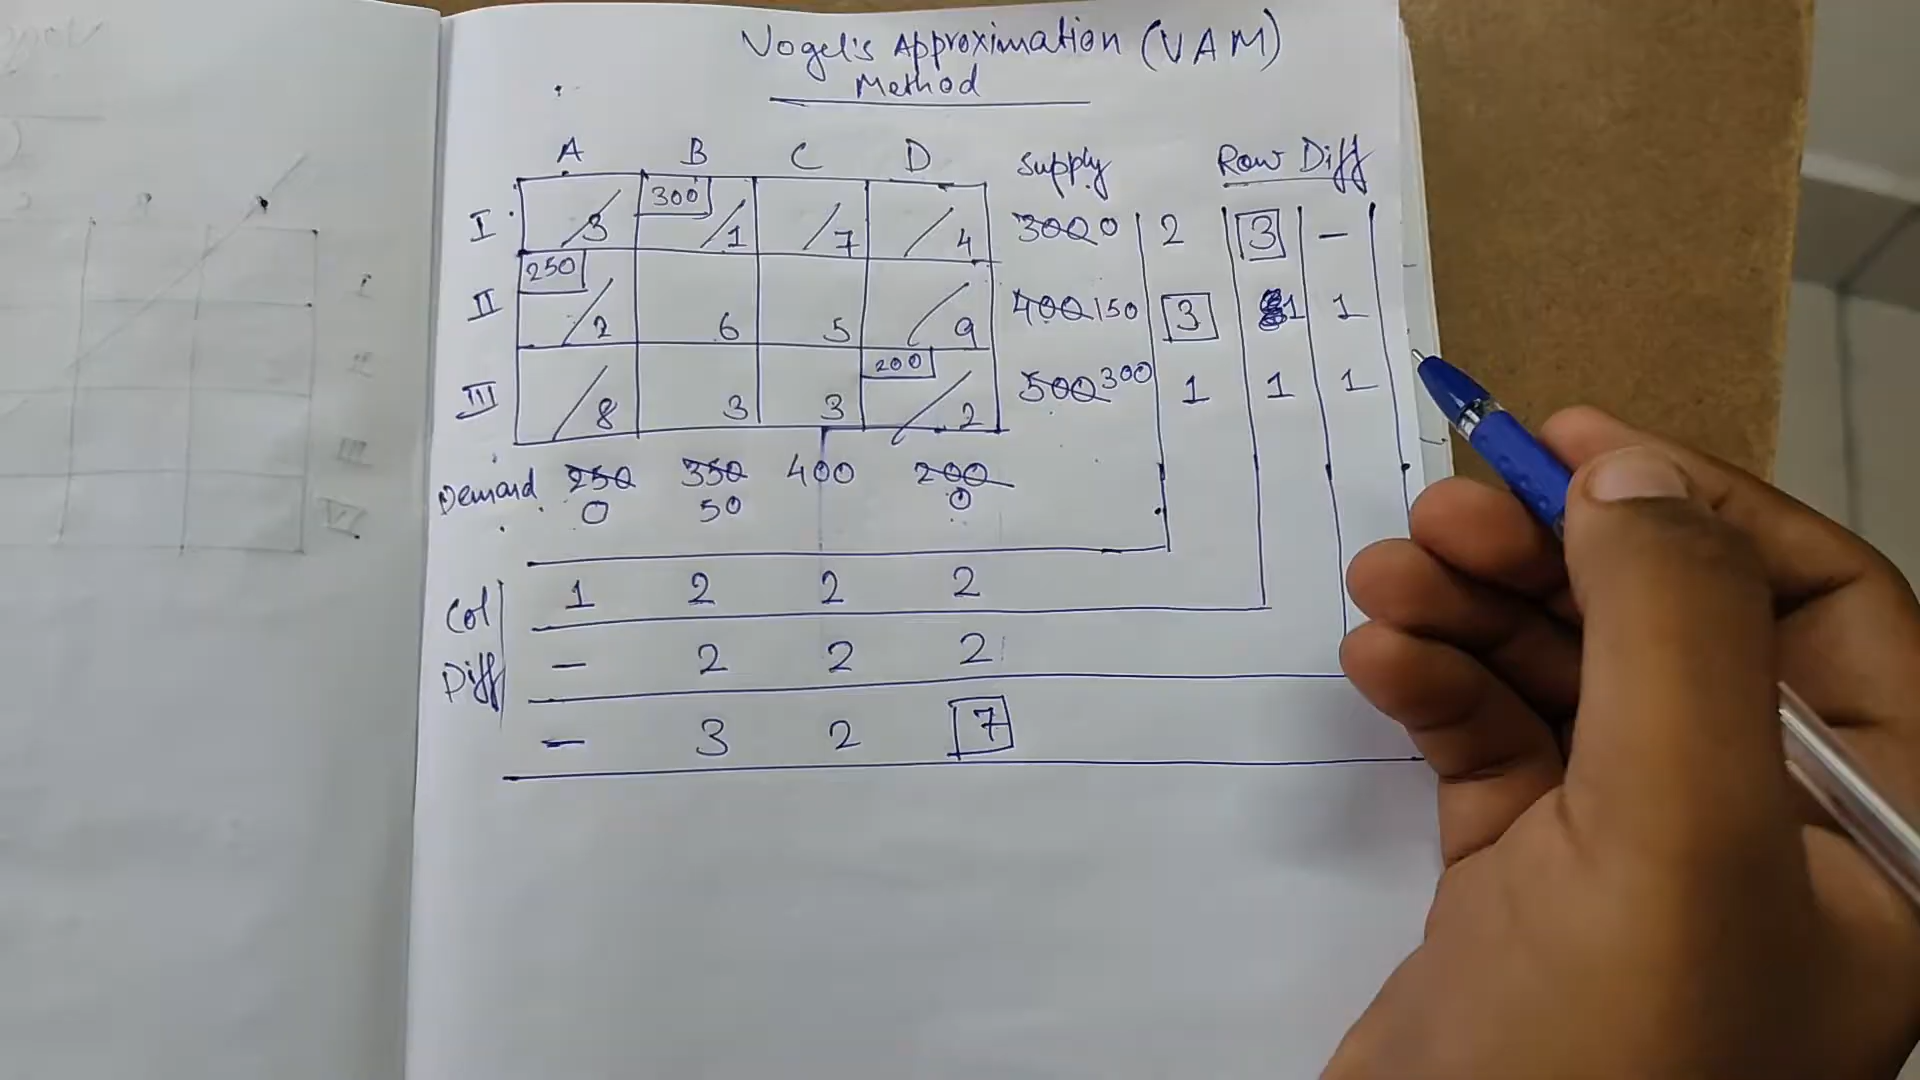 Vogel's Approximation (VAM)
Method
A B C D Supply Row Diff
I 3 300 1 7 4 300 0 2 3 -
II 250 2 6 5 9 400 150 3 1 1
III 8 3 3 200 2 500 300 1 1 1
Demand 250 350 400 200
0 50 0
Col 1 2 2 2
Diff - 2 2 2
- 3 2 7